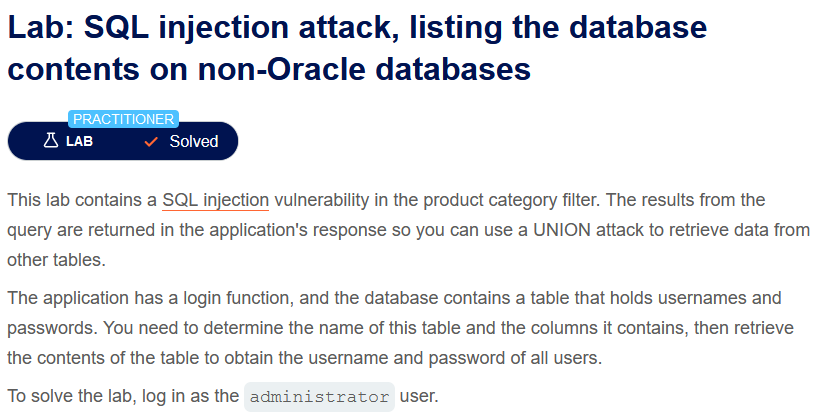 Lab: SQL injection attack, listing the database
contents on non-Oracle databases
PRACTITIONER
LAB
Solved
This lab contains a SQL injection vulnerability in the product category filter. The results from the
query are returned in the application's response so you can use a UNION attack to retrieve data from
other tables.
The application has a login function, and the database contains a table that holds usernames and
passwords. You need to determine the name of this table and the columns it contains, then retrieve
the contents of the table to obtain the username and password of all users.
To solve the lab, log in as the administrator user.